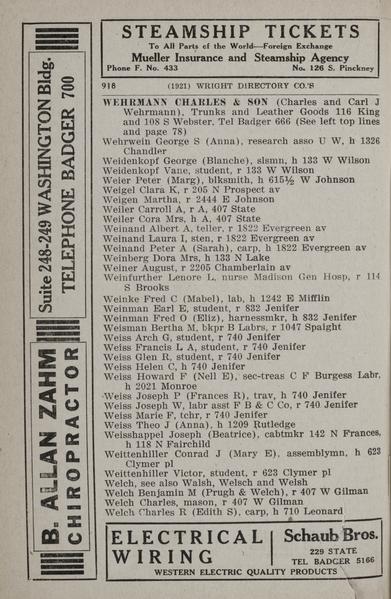 STEAMSHIP TICKETS
To All Parts of the World—Foreign Exchange
Mueller Insurance and Steamship Agency
Phone F. No. 433 No. 126 S. Pinckney
918 (1921) WRIGHT DIRECTORY CO.'S
WEHRMANN CHARLES & SON (Charles and Carl J
Wehrmann), Trunks and Leather Goods 116 King
and 108 S Webster, Tel Badger 666 (See left top lines
and page 78)
Wehrwein George S (Anna), research asso U W, h 1326
Chandler
Weidenkopf George (Blanche), slsmn, h 133 W Wilson
Weidenkopf Vane, student, r 133 W Wilson
Weier Peter (Marg), blksmith, h 615½ W Johnson
Weigel Clara K, r 205 N Prospect av
Weigen Martha, r 2444 E Johnson
Weiler Carroll A, r A, 407 State
Weiler Cora Mrs, h A, 407 State
Weinand Albert A, teller, r 1822 Evergreen av
Weinand Laura I, sten, r 1822 Evergreen av
Weinand Peter A (Sarah), carp, h 1822 Evergreen av
Weinberg Dora Mrs, h 133 N Lake
Weiner August, r 2205 Chamberlain av
Weinfurther Lenore L, nurse Madison Gen Hosp, r 114
S Brooks
Weinke Fred C (Mabel), lab, h 1242 E Mifflin
Weinman Earl E, student, r 832 Jenifer
Weinman Fred O (Eliz), harnessmkr, h 832 Jenifer
Weisman Bertha M, bkpr B Labrs, r 1047 Spaight
Weiss Arch G, student, r 740 Jenifer
Weiss Francis L A, student, r 740 Jenifer
Weiss Glen R, student, r 740 Jenifer
Weiss Helen C, h 740 Jenifer
Weiss Howard F (Nell E), sec-treas C F Burgess Labr,
h 2021 Monroe
Weiss Joseph P (Frances R), trav, h 740 Jenifer
Weiss Joseph W, labr asst F B & C Co, r 740 Jenifer
Weiss Marie F, tchr, r 740 Jenifer
Weiss Theo J (Anna), h 1209 Rutledge
Weisshappel Joseph (Beatrice), cabtmkr 142 N Frances,
h 118 N Fairchild
Weittenhiller Conrad J (Mary E), assemblymn, h 623
Clymer pl
Weittenhiller Victor, student, r 623 Clymer pl
Welch, see also Walsh, Welsch and Welsh
Welch Benjamin M (Prugh & Welch), r 407 W Gilman
Welch Charles, mason, r 407 W Gilman
Welch Charles R (Edith S), carp, h 710 Leonard
ELECTRICAL
WIRING
Schaub Bros.
229 STATE
TEL BADGER 5166
WESTERN ELECTRIC QUALITY PRODUCTS
B. ALLAN ZAHM
CHIROPRACTOR
Suite 248-249 WASHINGTON Bldg.
TELEPHONE BADGER 700